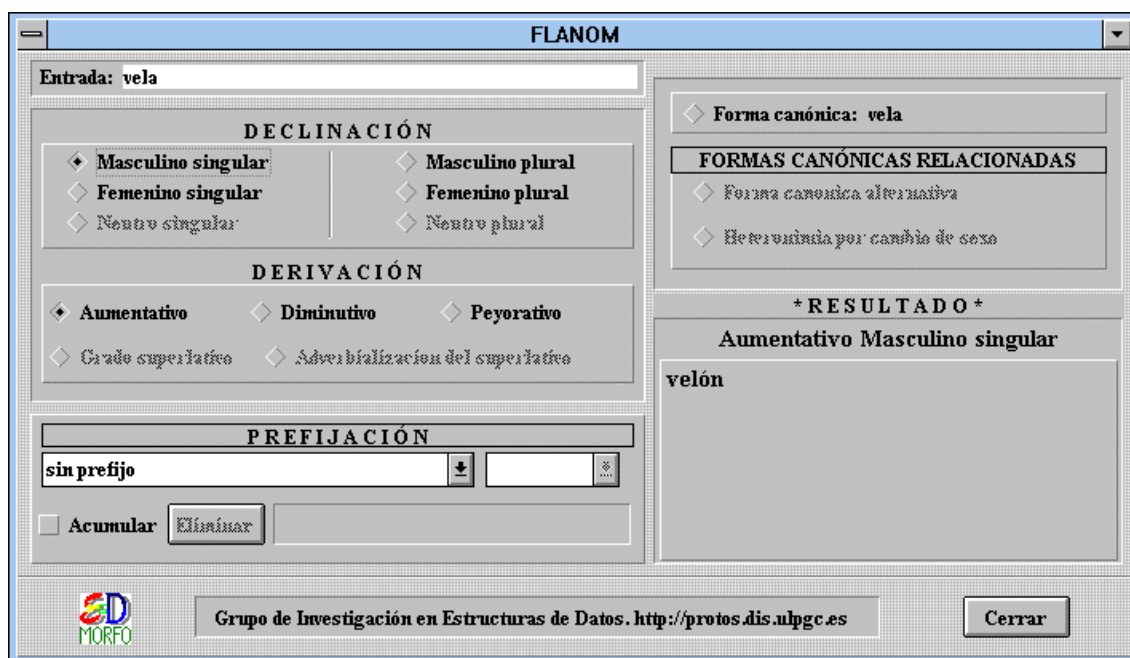 FLANOM
Entrada: vela
DECLINACIÓN
Masculino singular
Masculino plural
Femenino singular
Femenino plural
Neutro singular
Neutro plural
DERIVACIÓN
Aumentativo
Diminutivo
Peyorativo
Grado superlativo
Adverbialización del superlativo
PREFIJACIÓN
sin prefijo
Acumular
Eliminar
Forma canónica: vela
FORMAS CANÓNICAS RELACIONADAS
Forma canonica alternativa
Heteronimia por cambio de sexo
*RESULTADO*
Aumentativo Masculino singular
velón
SD
MORFO
Grupo de Investigación en Estructuras de Datos. http://protos.dis.ulpgc.es
Cerrar